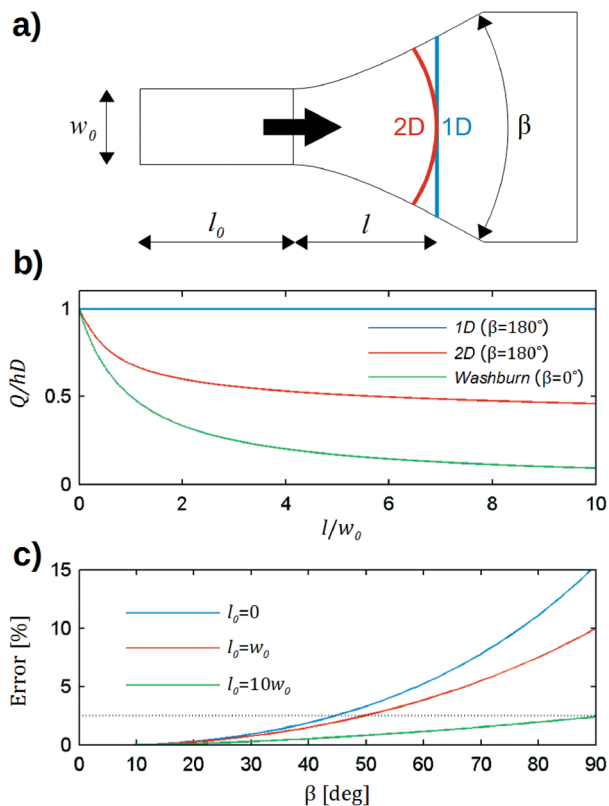 a)
w₀
2D 1D
β
l₀
l
b)
Q/hD
1
0.5
0
1D (β=180°)
2D (β=180°)
Washburn (β=0°)
0 2 4 6 8 10
l/w₀
c)
Error [%]
15
10
5
0
l₀=0
l₀=w₀
l₀=10w₀
0 10 20 30 40 50 60 70 80 90
β [deg]